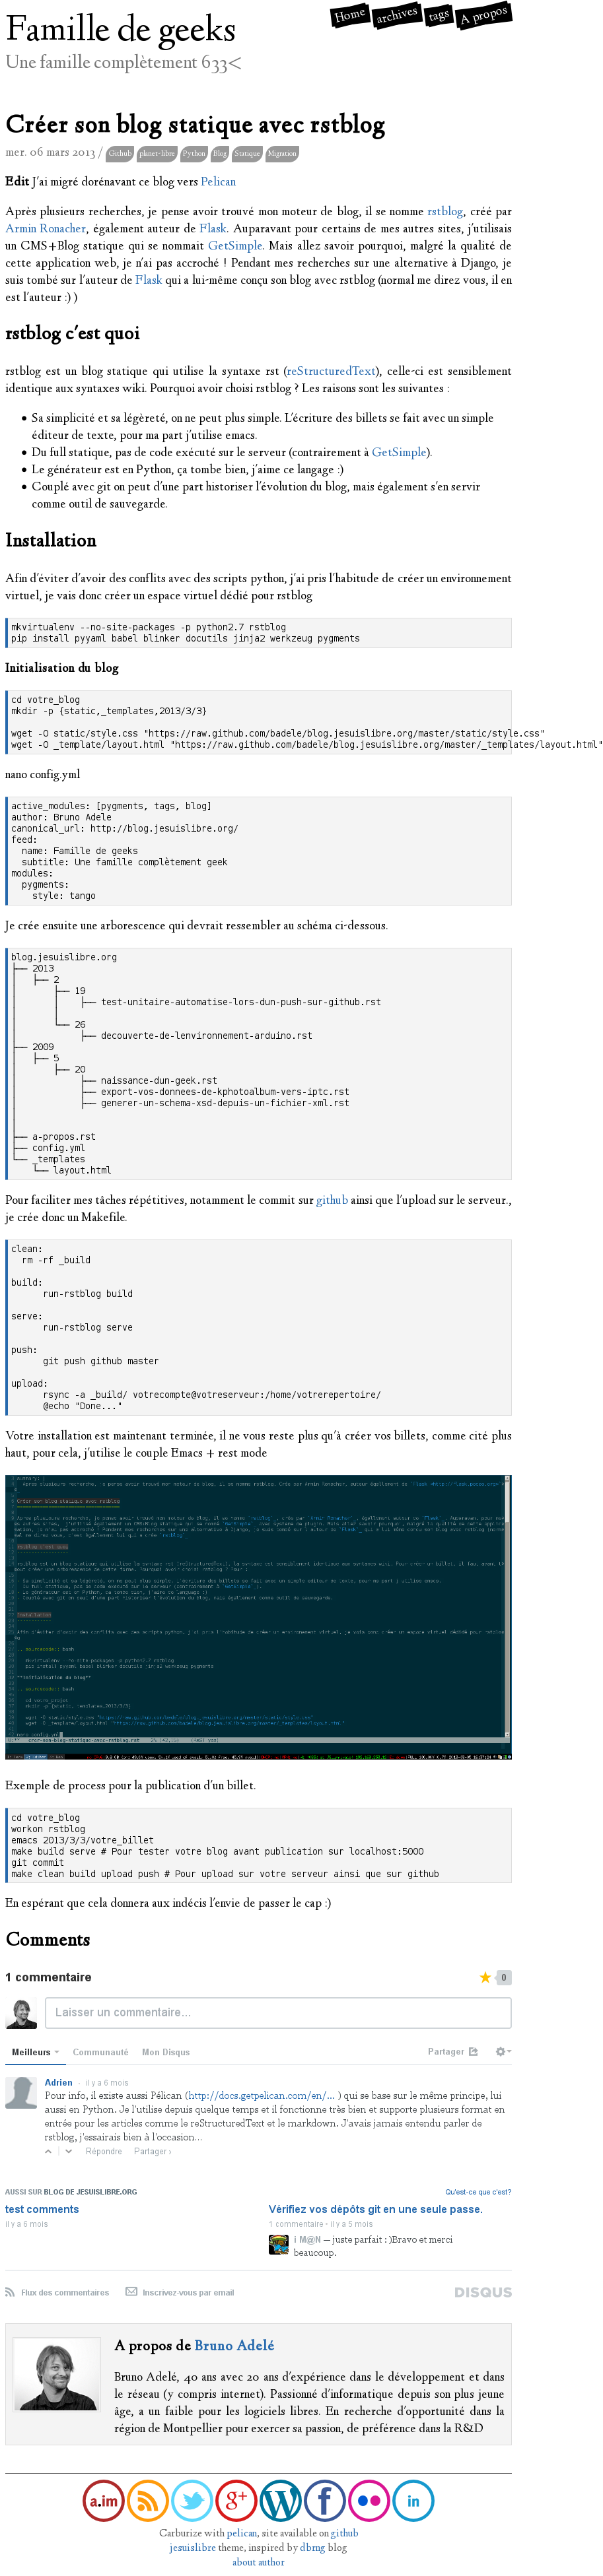 Famille de geeks
Home archives tags A propos
Une famille complètement 633<
Créer son blog statique avec rstblog
mer. 06 mars 2013 / Github planet-libre Python Blog Statique Migration
Edit J'ai migré dorénavant ce blog vers Pelican
Après plusieurs recherches, je pense avoir trouvé mon moteur de blog, il se nomme rstblog, créé par
Armin Ronacher, également auteur de Flask. Auparavant pour certains de mes autres sites, j'utilisais
un CMS+Blog statique qui se nommait GetSimple. Mais allez savoir pourquoi, malgré la qualité de
cette application web, je n'ai pas accroché ! Pendant mes recherches sur une alternative à Django, je
suis tombé sur l'auteur de Flask qui a lui-même conçu son blog avec rstblog (normal me direz vous, il en
est l'auteur :) )
rstblog c'est quoi
rstblog est un blog statique qui utilise la syntaxe rst (reStructuredText), celle-ci est sensiblement
identique aux syntaxes wiki. Pourquoi avoir choisi rstblog ? Les raisons sont les suivantes :
• Sa simplicité et sa légèreté, on ne peut plus simple. L'écriture des billets se fait avec un simple
éditeur de texte, pour ma part j'utilise emacs.
• Du full statique, pas de code exécuté sur le serveur (contrairement à GetSimple).
• Le générateur est en Python, ça tombe bien, j'aime ce langage :)
• Couplé avec git on peut d'une part historiser l'évolution du blog, mais également s'en servir
comme outil de sauvegarde.
Installation
Afin d'éviter d'avoir des conflits avec des scripts python, j'ai pris l'habitude de créer un environnement
virtuel, je vais donc créer un espace virtuel dédié pour rstblog
mkvirtualenv --no-site-packages -p python2.7 rstblog
pip install pyyaml babel blinker docutils jinja2 werkzeug pygments
Initialisation du blog
cd votre_blog
mkdir -p {static,_templates,2013/3/3}
wget -O static/style.css "https://raw.github.com/badele/blog.jesuislibre.org/master/static/style.css"
wget -O _template/layout.html "https://raw.github.com/badele/blog.jesuislibre.org/master/_templates/layout.html"
nano config.yml
active_modules: [pygments, tags, blog]
author: Bruno Adele
canonical_url: http://blog.jesuislibre.org/
feed:
name: Famille de geeks
subtitle: Une famille complètement geek
modules:
pygments:
style: tango
Je crée ensuite une arborescence qui devrait ressembler au schéma ci-dessous.
blog.jesuislibre.org
├── 2013
│   ├── 2
│       ├── 19
│       │   ├── test-unitaire-automatise-lors-dun-push-sur-github.rst
│       │
│       └── 26
│           ├── decouverte-de-lenvironnement-arduino.rst
├── 2009
│   ├── 5
│       ├── 20
│           ├── naissance-dun-geek.rst
│           ├── export-vos-donnees-de-kphotoalbum-vers-iptc.rst
│           ├── generer-un-schema-xsd-depuis-un-fichier-xml.rst
│
│
├── a-propos.rst
├── config.yml
└── _templates
    └── layout.html
Pour faciliter mes tâches répétitives, notamment le commit sur github ainsi que l'upload sur le serveur.,
je crée donc un Makefile.
clean:
rm -rf _build
build:
run-rstblog build
serve:
run-rstblog serve
push:
git push github master
upload:
rsync -a _build/ votrecompte@votreserveur:/home/votrerepertoire/
@echo "Done..."
Votre installation est maintenant terminée, il ne vous reste plus qu'à créer vos billets, comme cité plus
haut, pour cela, j'utilise le couple Emacs + rest mode
Exemple de process pour la publication d'un billet.
cd votre_blog
workon rstblog
emacs 2013/3/3/votre_billet
make build serve # Pour tester votre blog avant publication sur localhost:5000
git commit
make clean build upload push # Pour upload sur votre serveur ainsi que sur github
En espérant que cela donnera aux indécis l'envie de passer le cap :)
Comments
1 commentaire
0
Laisser un commentaire...
Meilleurs Communauté Mon Disqus Partager
Adrien · il y a 6 mois
Pour info, il existe aussi Pélican (http://docs.getpelican.com/en/... ) qui se base sur le même principe, lui
aussi en Python. Je l'utilise depuis quelque temps et il fonctionne très bien et supporte plusieurs format en
entrée pour les articles comme le reStructuredText et le markdown. J'avais jamais entendu parler de
rstblog, j'essairais bien à l'occasion...
Répondre Partager ›
AUSSI SUR BLOG DE JESUISLIBRE.ORG
Qu'est-ce que c'est?
test comments
il y a 6 mois
Vérifiez vos dépôts git en une seule passe.
1 commentaire • il y a 5 mois
i M@N — juste parfait : )Bravo et merci
beaucoup.
Flux des commentaires Inscrivez-vous par email DISQUS
A propos de Bruno Adelé
Bruno Adelé, 40 ans avec 20 ans d'expérience dans le développement et dans
le réseau (y compris internet). Passionné d'informatique depuis son plus jeune
âge, a un faible pour les logiciels libres. En recherche d'opportunité dans la
région de Montpellier pour exercer sa passion, de préférence dans la R&D
a.im g+ W f in
Carburize with pelican, site available on github
jesuislibre theme, inspired by dbrng blog
about author